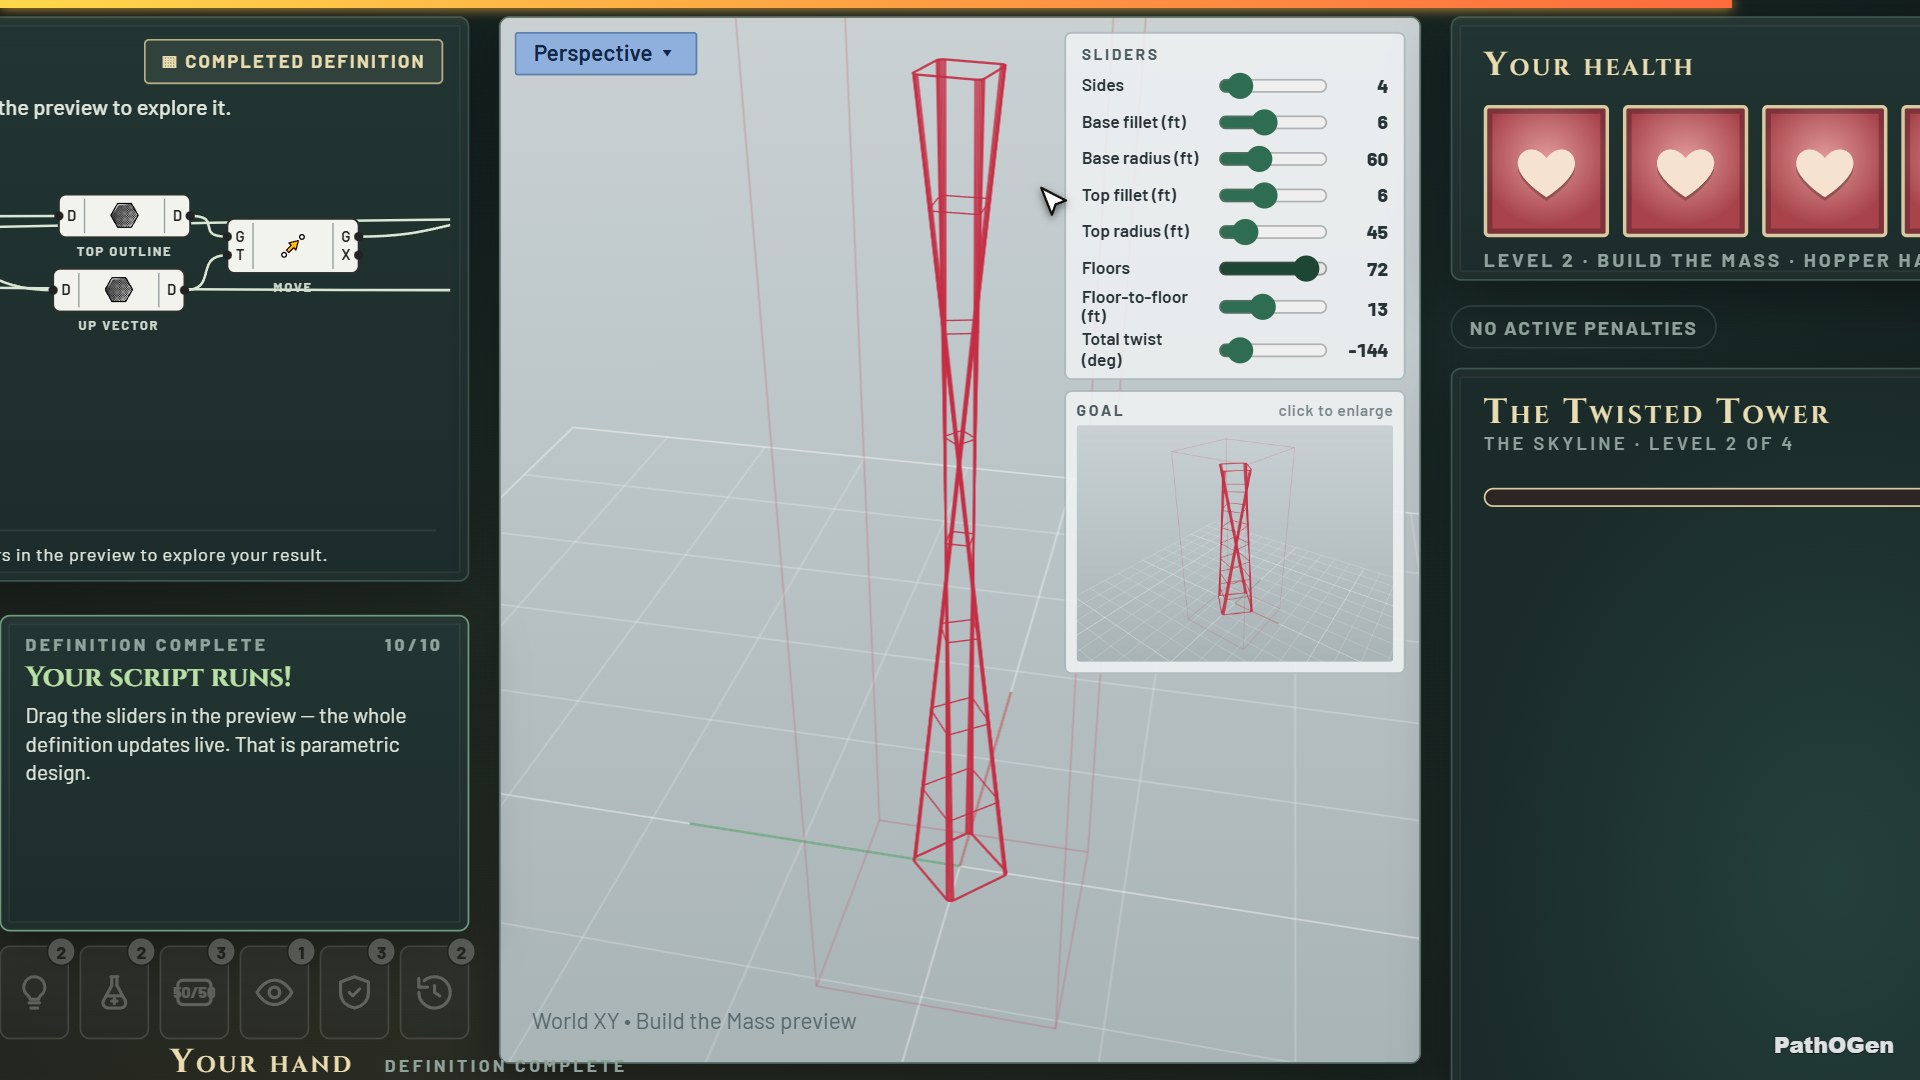 COMPLETED DEFINITION
the preview to explore it.
D D
TOP OUTLINE
G G
T X
MOVE
D D
UP VECTOR
rs in the preview to explore your result.
DEFINITION COMPLETE 10/10
YOUR SCRIPT RUNS!
Drag the sliders in the preview – the whole
definition updates live. That is parametric
design.
2 2 3 1 3 2
50/50
YOUR HAND DEFINITION COMPLETE
Perspective
SLIDERS
Sides 4
Base fillet (ft) 6
Base radius (ft) 60
Top fillet (ft) 6
Top radius (ft) 45
Floors 72
Floor-to-floor
(ft) 13
Total twist
(deg) -144
GOAL click to enlarge
World XY • Build the Mass preview
YOUR HEALTH
LEVEL 2 · BUILD THE MASS · HOPPER HA
NO ACTIVE PENALTIES
THE TWISTED TOWER
THE SKYLINE · LEVEL 2 OF 4
PathOGen